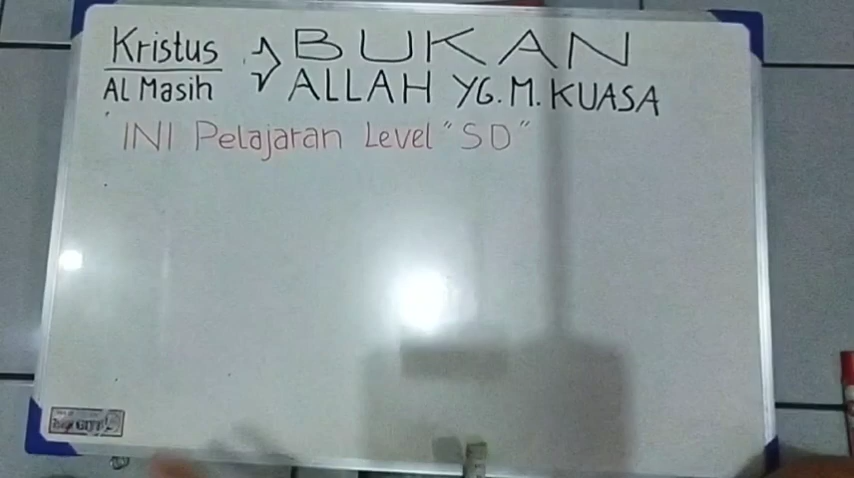 Kristus BUKAN
AL Masih ALLAH YG. M. KUASA
INI Pelajaran Level "SD"